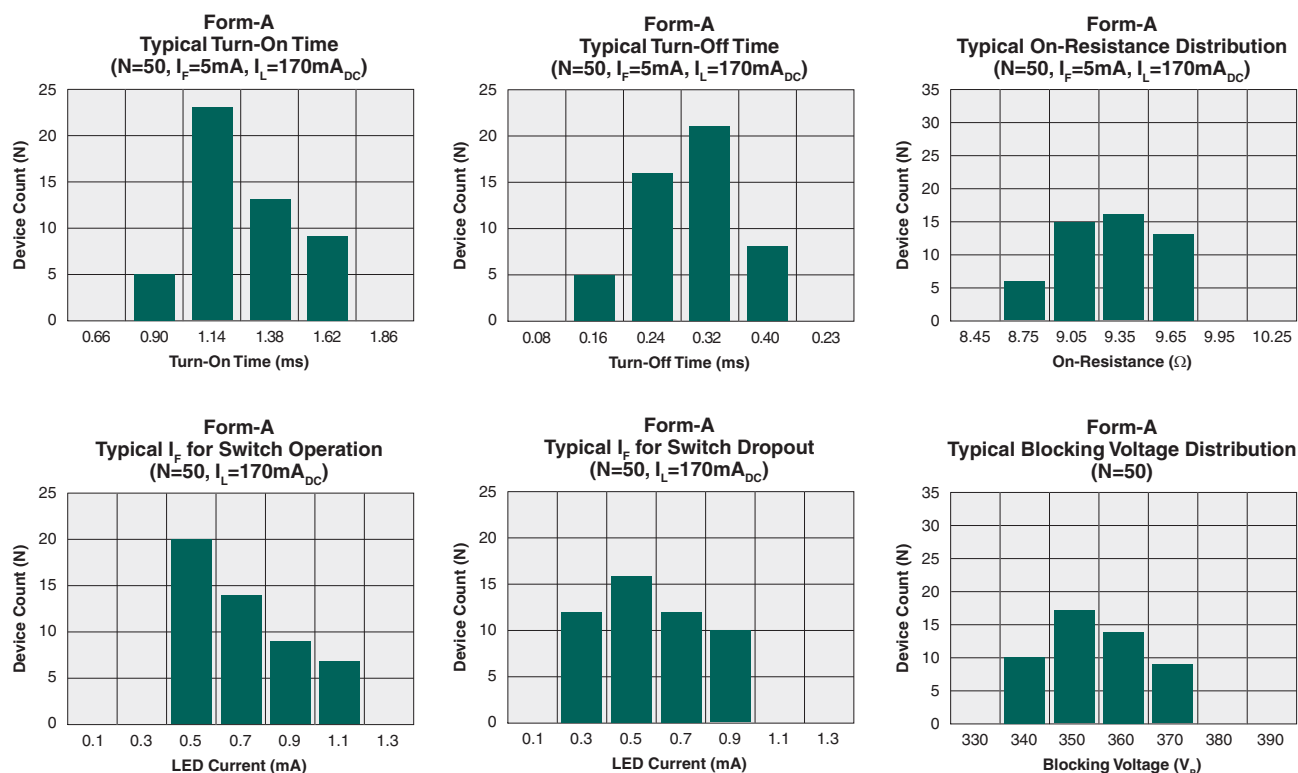 Form-A
Typical Turn-On Time
(N=50, IF=5mA, IL=170mADC)
Device Count (N)
25
20
15
10
5
0
0.66 0.90 1.14 1.38 1.62 1.86
Turn-On Time (ms)
Form-A
Typical Turn-Off Time
(N=50, IF=5mA, IL=170mADC)
Device Count (N)
25
20
15
10
5
0
0.08 0.16 0.24 0.32 0.40 0.23
Turn-Off Time (ms)
Form-A
Typical On-Resistance Distribution
(N=50, IF=5mA, IL=170mADC)
Device Count (N)
35
30
25
20
15
10
5
0
8.45 8.75 9.05 9.35 9.65 9.95 10.25
On-Resistance (Ω)
Form-A
Typical IF for Switch Operation
(N=50, IL=170mADC)
Device Count (N)
25
20
15
10
5
0
0.1 0.3 0.5 0.7 0.9 1.1 1.3
LED Current (mA)
Form-A
Typical IF for Switch Dropout
(N=50, IL=170mADC)
Device Count (N)
25
20
15
10
5
0
0.1 0.3 0.5 0.7 0.9 1.1 1.3
LED Current (mA)
Form-A
Typical Blocking Voltage Distribution
(N=50)
Device Count (N)
35
30
25
20
15
10
5
0
330 340 350 360 370 380 390
Blocking Voltage (VP)